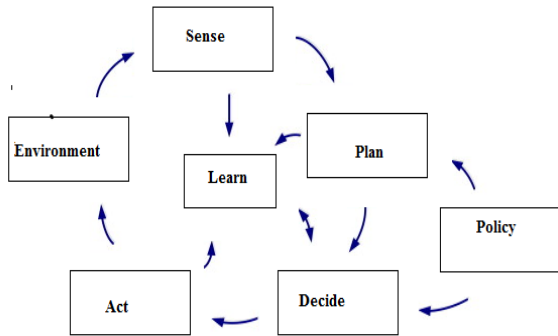 Sense
Environment
Plan
Learn
Policy
Act
Decide